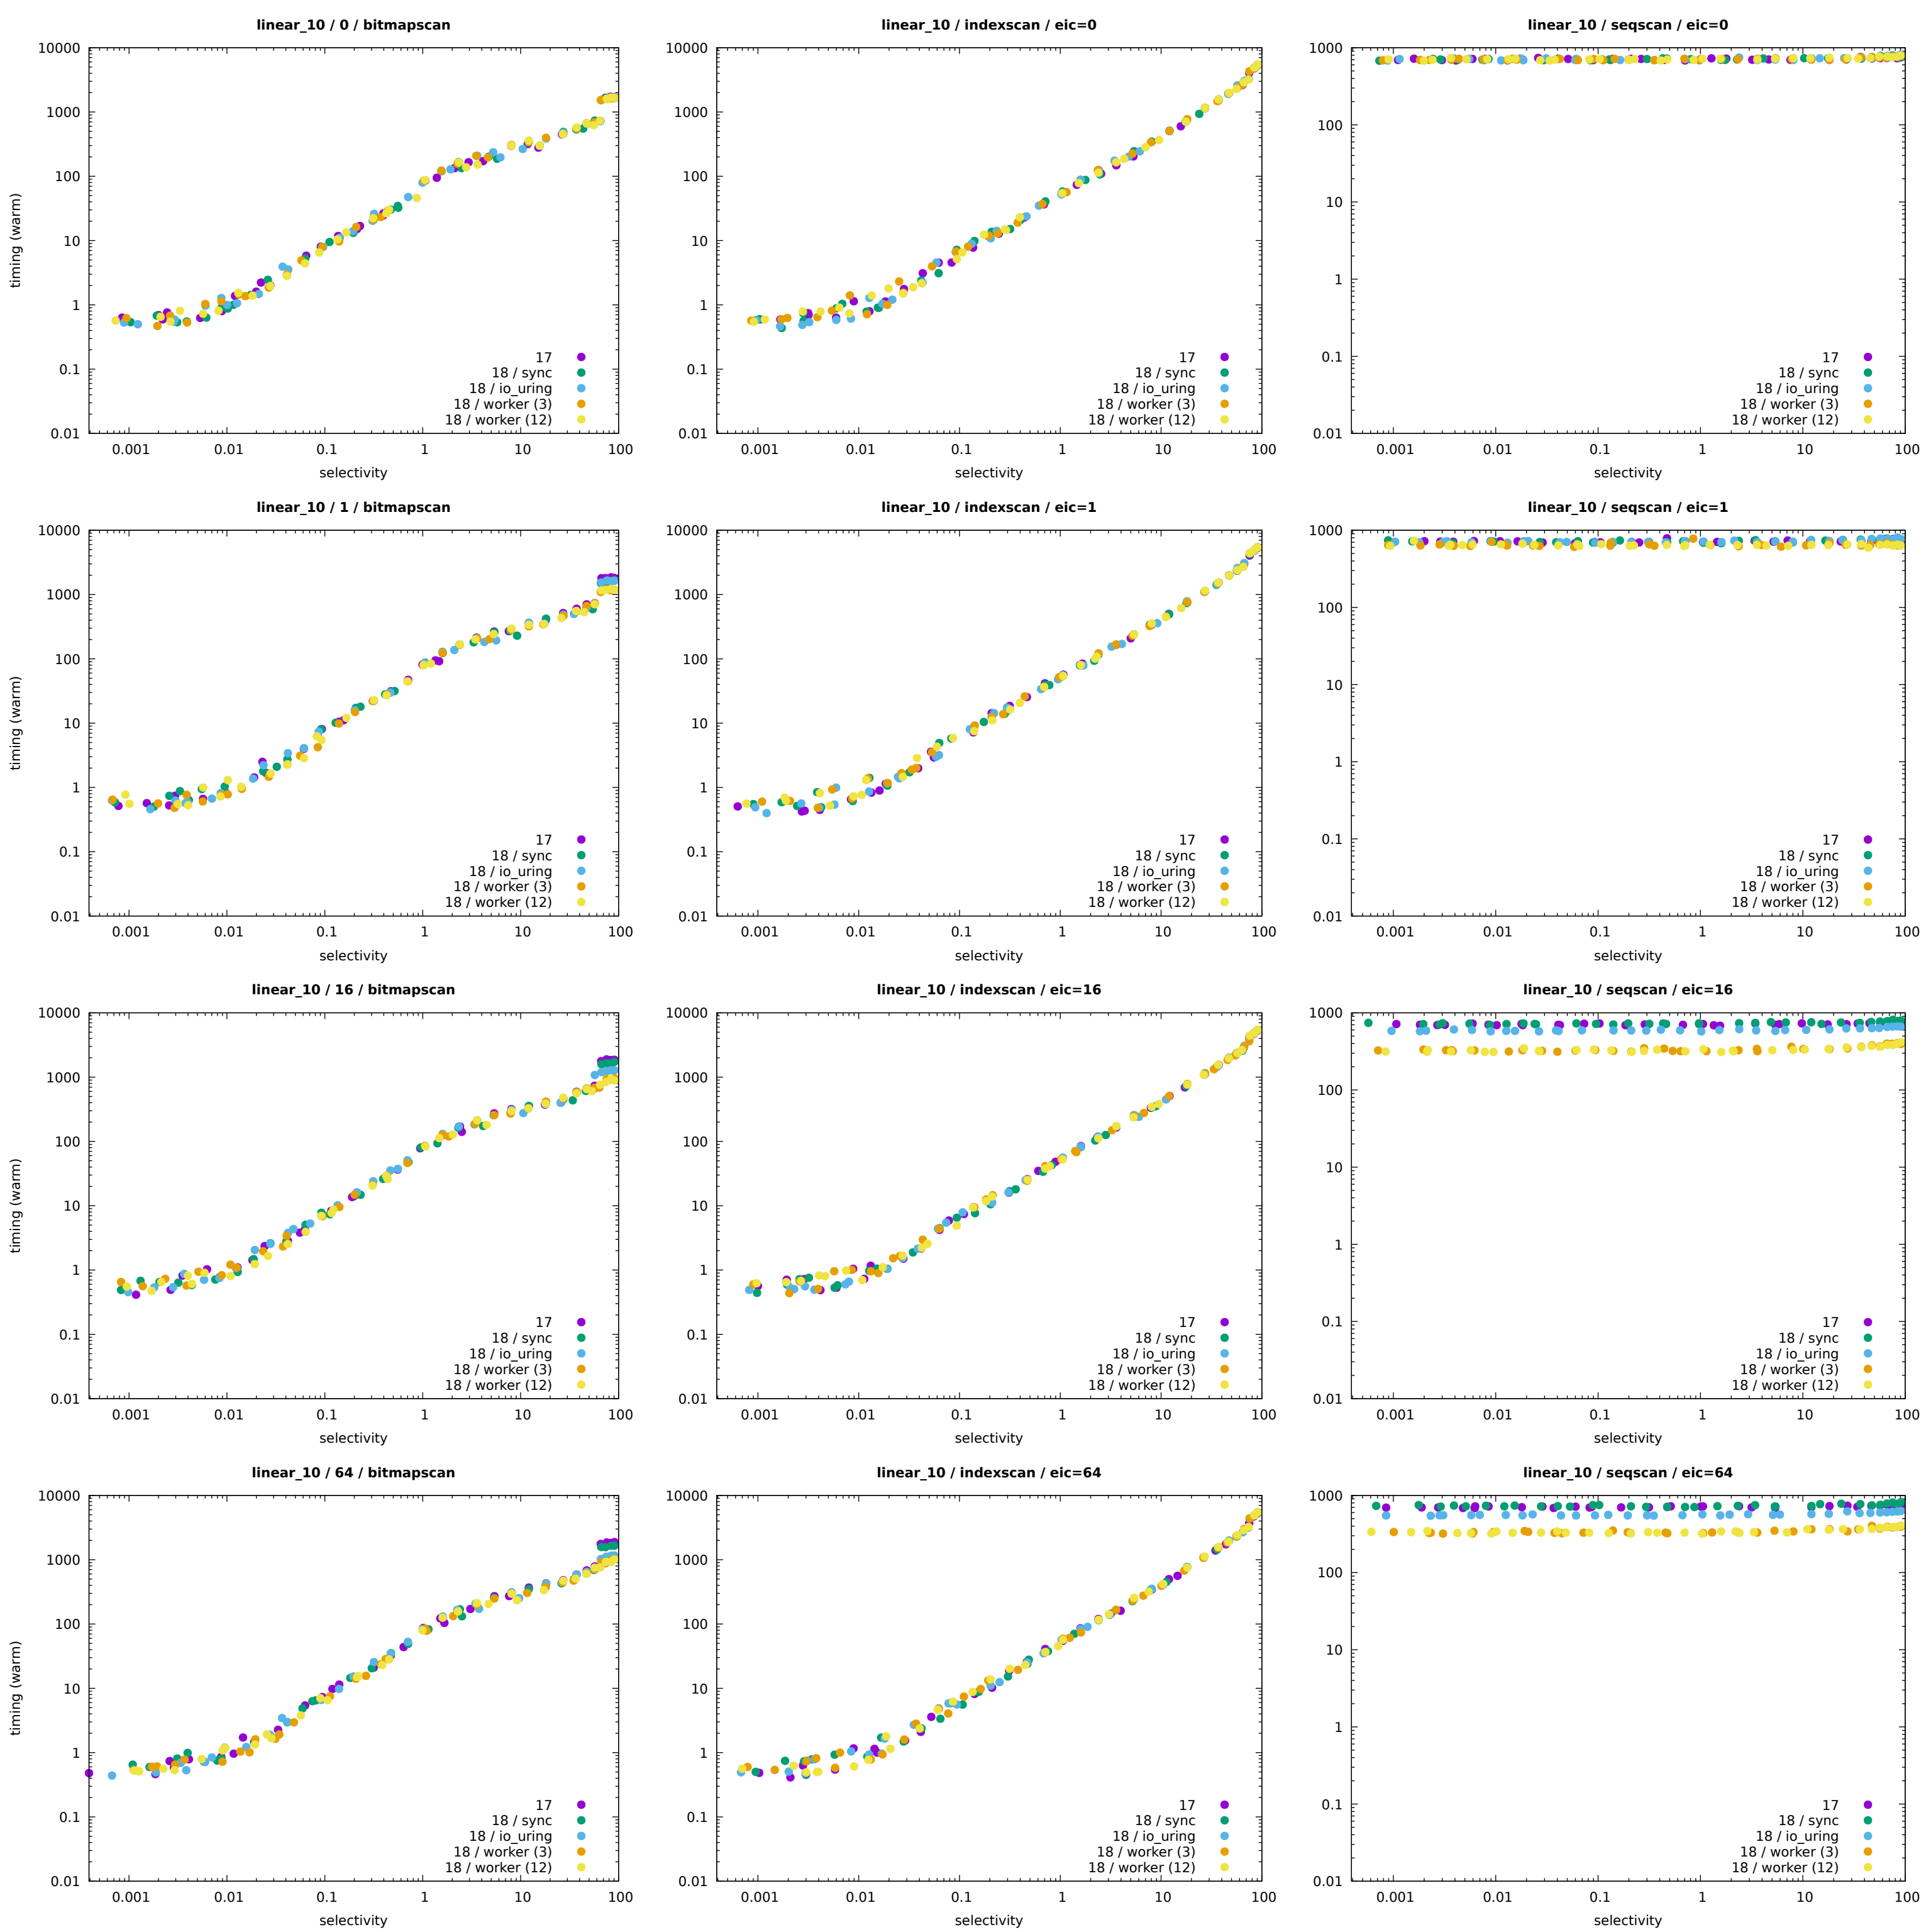 linear_10 / 0 / bitmapscan
10000
1000
100
10
1
0.1
0.01
timing (warm)
17
18 / sync
18 / io_uring
18 / worker (3)
18 / worker (12)
0.001 0.01 0.1 1 10 100
selectivity
linear_10 / indexscan / eic=0
10000
1000
100
10
1
0.1
0.01
17
18 / sync
18 / io_uring
18 / worker (3)
18 / worker (12)
0.001 0.01 0.1 1 10 100
selectivity
linear_10 / seqscan / eic=0
1000
100
10
1
0.1
0.01
17
18 / sync
18 / io_uring
18 / worker (3)
18 / worker (12)
0.001 0.01 0.1 1 10 100
selectivity
linear_10 / 1 / bitmapscan
10000
1000
100
10
1
0.1
0.01
timing (warm)
17
18 / sync
18 / io_uring
18 / worker (3)
18 / worker (12)
0.001 0.01 0.1 1 10 100
selectivity
linear_10 / indexscan / eic=1
10000
1000
100
10
1
0.1
0.01
17
18 / sync
18 / io_uring
18 / worker (3)
18 / worker (12)
0.001 0.01 0.1 1 10 100
selectivity
linear_10 / seqscan / eic=1
1000
100
10
1
0.1
0.01
17
18 / sync
18 / io_uring
18 / worker (3)
18 / worker (12)
0.001 0.01 0.1 1 10 100
selectivity
linear_10 / 16 / bitmapscan
10000
1000
100
10
1
0.1
0.01
timing (warm)
17
18 / sync
18 / io_uring
18 / worker (3)
18 / worker (12)
0.001 0.01 0.1 1 10 100
selectivity
linear_10 / indexscan / eic=16
10000
1000
100
10
1
0.1
0.01
17
18 / sync
18 / io_uring
18 / worker (3)
18 / worker (12)
0.001 0.01 0.1 1 10 100
selectivity
linear_10 / seqscan / eic=16
1000
100
10
1
0.1
0.01
17
18 / sync
18 / io_uring
18 / worker (3)
18 / worker (12)
0.001 0.01 0.1 1 10 100
selectivity
linear_10 / 64 / bitmapscan
10000
1000
100
10
1
0.1
0.01
timing (warm)
17
18 / sync
18 / io_uring
18 / worker (3)
18 / worker (12)
0.001 0.01 0.1 1 10 100
selectivity
linear_10 / indexscan / eic=64
10000
1000
100
10
1
0.1
0.01
17
18 / sync
18 / io_uring
18 / worker (3)
18 / worker (12)
0.001 0.01 0.1 1 10 100
selectivity
linear_10 / seqscan / eic=64
1000
100
10
1
0.1
0.01
17
18 / sync
18 / io_uring
18 / worker (3)
18 / worker (12)
0.001 0.01 0.1 1 10 100
selectivity